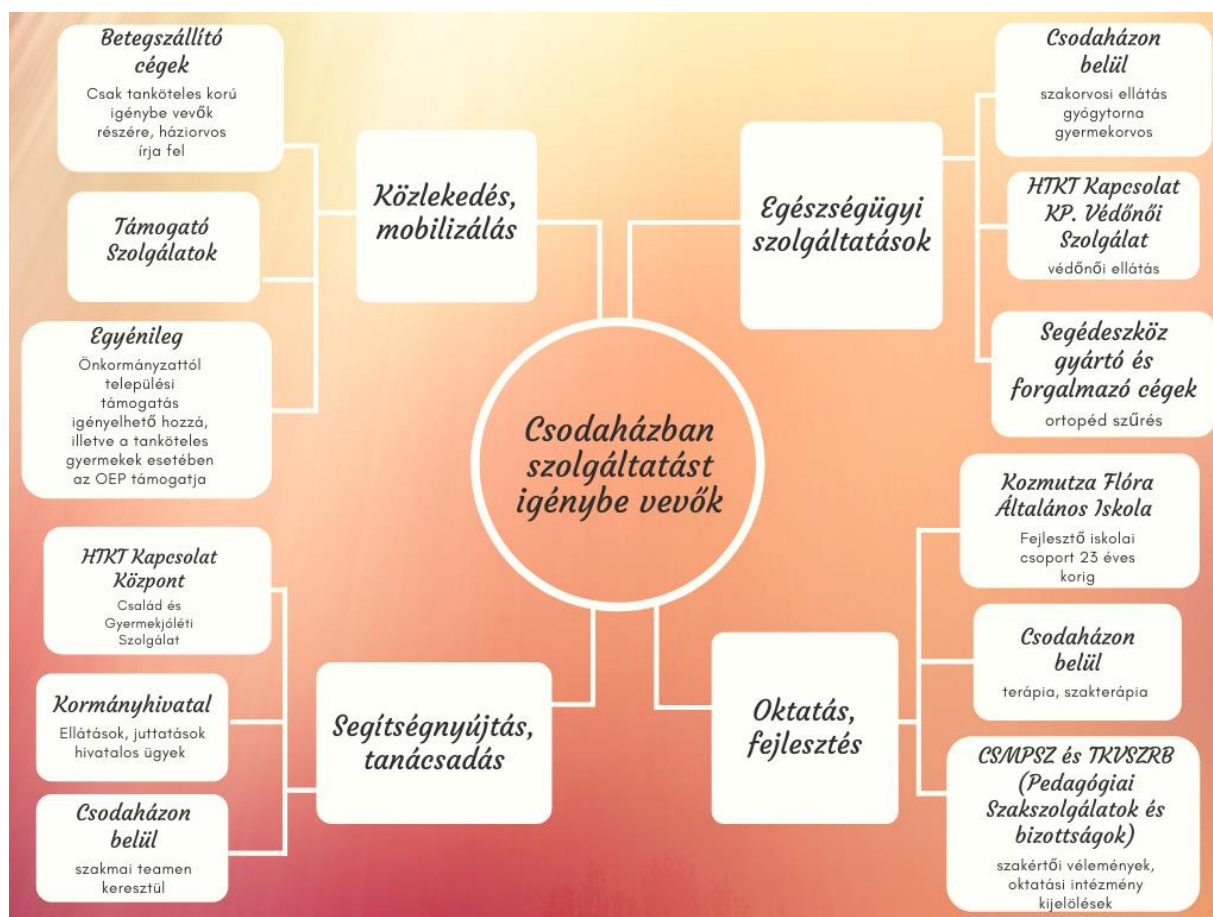 Betegszállító
cégek
Csak tanköteles korú
igénybe vevők
részére, háziorvos
írja fel
Támogató
Szolgálatok
Egyénileg
Önkormányzattól
települési
támogatás
igényelhető hozzá,
illetve a tanköteles
gyermekek esetében
az OEP támogatja
Közlekedés,
mobilizálás
Egészségügyi
szolgáltatások
Csodaházon
belül
szakorvosi ellátás
gyógytorna
gyermekorvos
HTKT Kapcsolat
KP. Védőnői
Szolgálat
védőnői ellátás
Segédeszköz
gyártó és
forgalmazó cégek
ortopéd szűrés
Csodaházban
szolgáltatást
igénybe vevők
HTKT Kapcsolat
Központ
Család és
Gyermekjóléti
Szolgálat
Kormányhivatal
Ellátások, juttatások
hivatalos ügyek
Csodaházon
belül
szakmai teamen
keresztül
Segítségnyújtás,
tanácsadás
Oktatás,
fejlesztés
Kozmutza Flóra
Általános Iskola
Fejlesztő iskolai
csoport 23 éves
korig
Csodaházon
belül
terápia, szakterápia
CSMPSZ és TKVSZRB
(Pedagógiai
Szakszolgálatok és
bizottságok)
szakértői vélemények,
oktatási intézmény
kijelölések